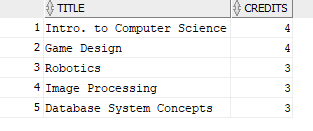 TITLE CREDITS
1 Intro. to Computer Science 4
2 Game Design 4
3 Robotics 3
4 Image Processing 3
5 Database System Concepts 3